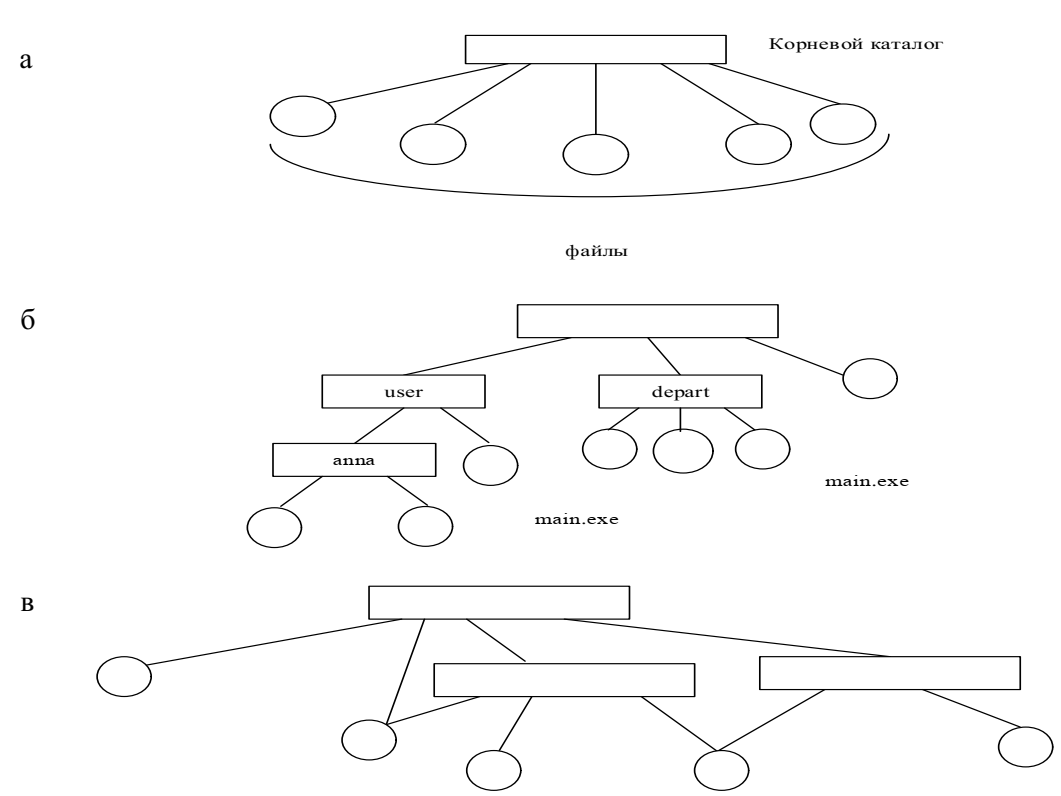 а
Корневой каталог
файлы
б
user
depart
anna
main.exe
main.exe
в